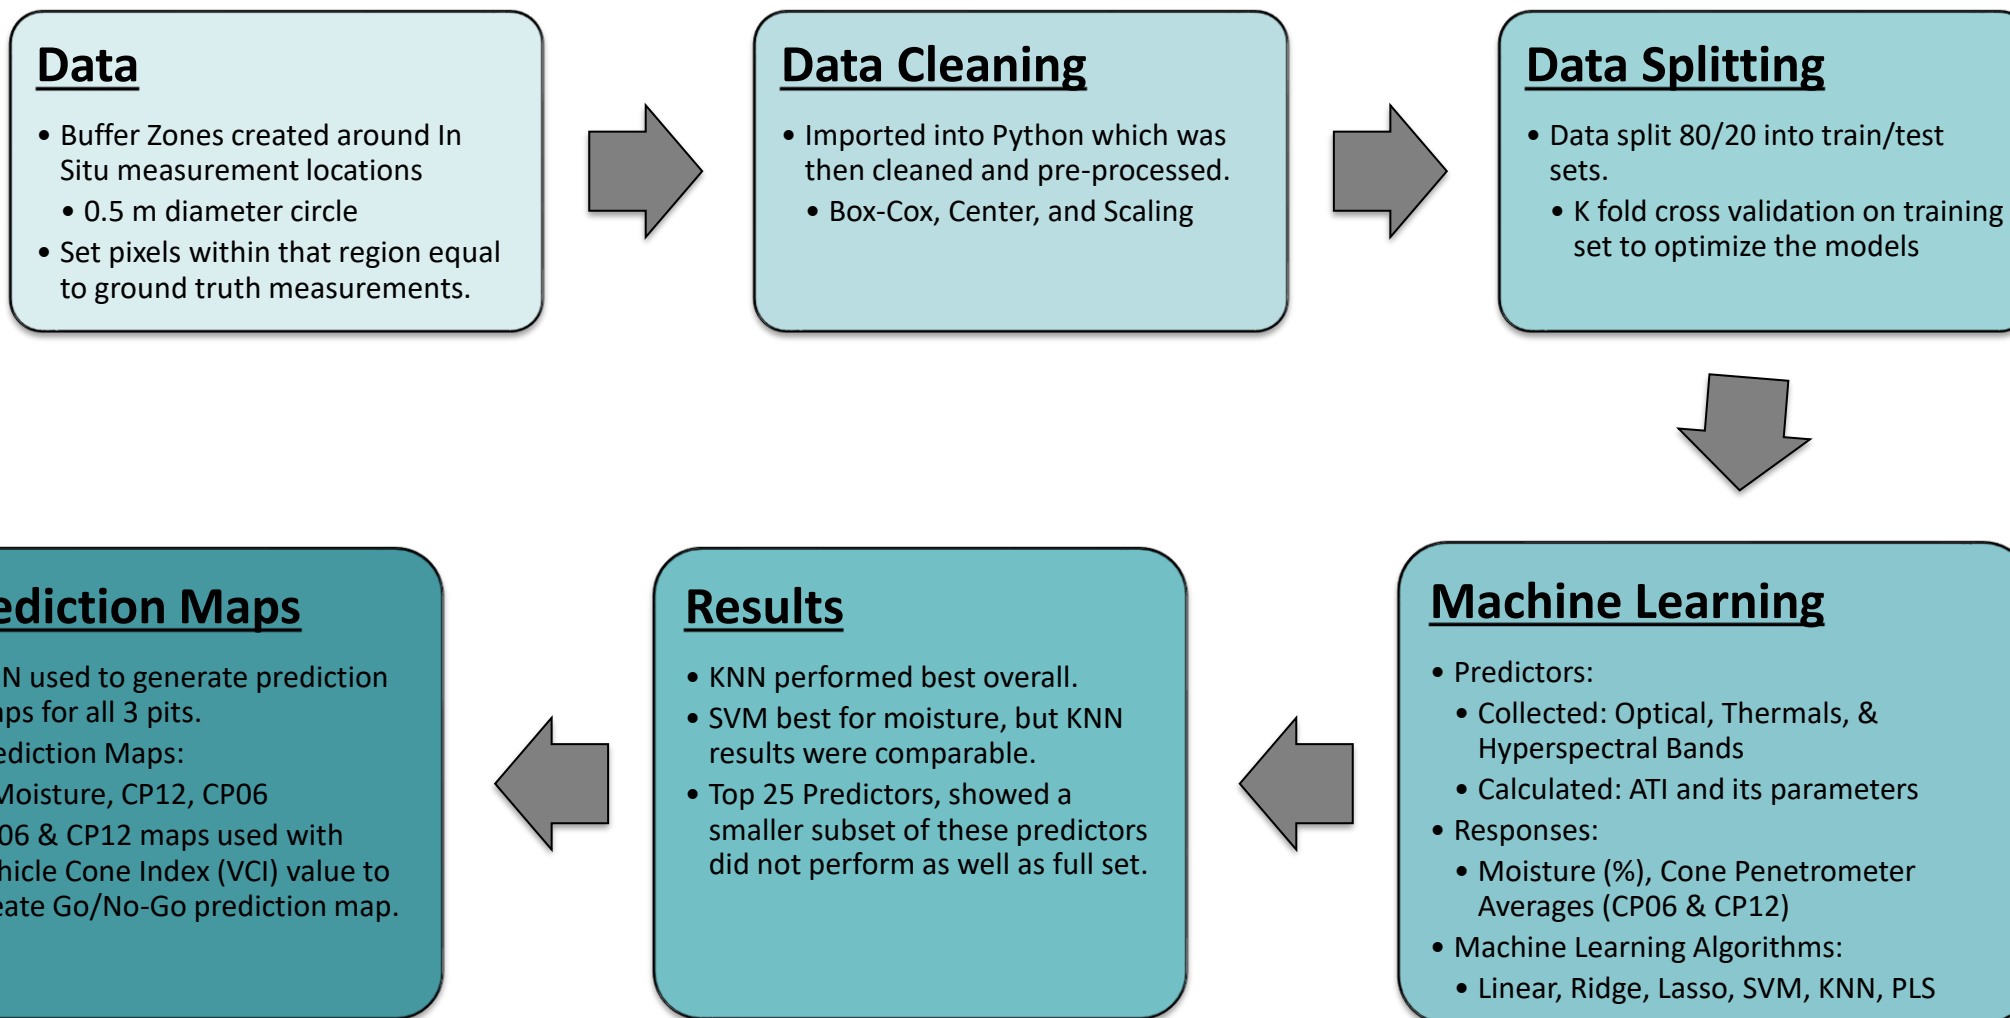 Data
• Buffer Zones created around In
Situ measurement locations
• 0.5 m diameter circle
• Set pixels within that region equal
to ground truth measurements.
Data Cleaning
• Imported into Python which was
then cleaned and pre-processed.
• Box-Cox, Center, and Scaling
Data Splitting
• Data split 80/20 into train/test
sets.
• K fold cross validation on training
set to optimize the models
Machine Learning
• Predictors:
• Collected: Optical, Thermals, &
Hyperspectral Bands
• Calculated: ATI and its parameters
• Responses:
• Moisture (%), Cone Penetrometer
Averages (CP06 & CP12)
• Machine Learning Algorithms:
• Linear, Ridge, Lasso, SVM, KNN, PLS
Results
• KNN performed best overall.
• SVM best for moisture, but KNN
results were comparable.
• Top 25 Predictors, showed a
smaller subset of these predictors
did not perform as well as full set.
ediction Maps
N used to generate prediction
aps for all 3 pits.
ediction Maps:
Moisture, CP12, CP06
06 & CP12 maps used with
hicle Cone Index (VCI) value to
eate Go/No-Go prediction map.